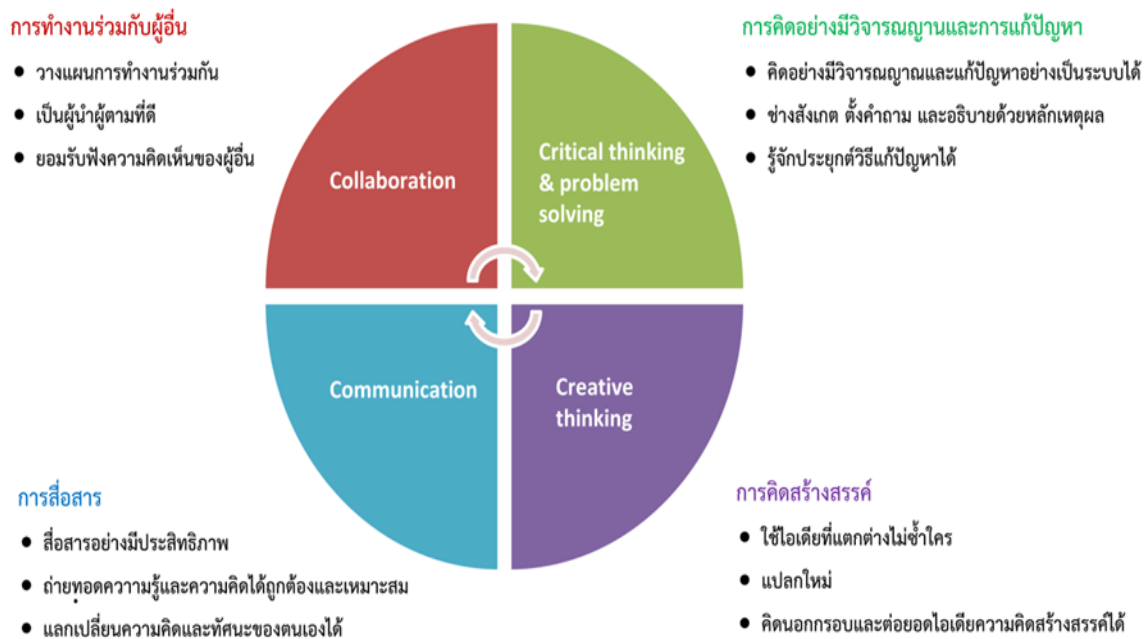 การทำงานร่วมกับผู้อื่น
• วางแผนการทำงานร่วมกัน
• เป็นผู้นำผู้ตามที่ดี
• ยอมรับฟังความคิดเห็นของผู้อื่น
การคิดอย่างมีวิจารณญานและการแก้ปัญหา
• คิดอย่างมีวิจารณญาณและแก้ปัญหาอย่างเป็นระบบได้
• ช่างสังเกต ตั้งคำถาม และอธิบายด้วยหลักเหตุผล
• รู้จักประยุกต์วิธีแก้ปัญหาได้
Collaboration
Critical thinking
& problem
solving
Communication
Creative
thinking
การสื่อสาร
• สื่อสารอย่างมีประสิทธิภาพ
• ถ่ายทอดความรู้และความคิดได้ถูกต้องและเหมาะสม
• แลกเปลี่ยนความคิดและทัศนะของตนเองได้
การคิดสร้างสรรค์
• ใช้ไอเดียที่แตกต่างไม่ซ้ำใคร
• แปลกใหม่
• คิดนอกกรอบและต่อยอดไอเดียความคิดสร้างสรรค์ได้